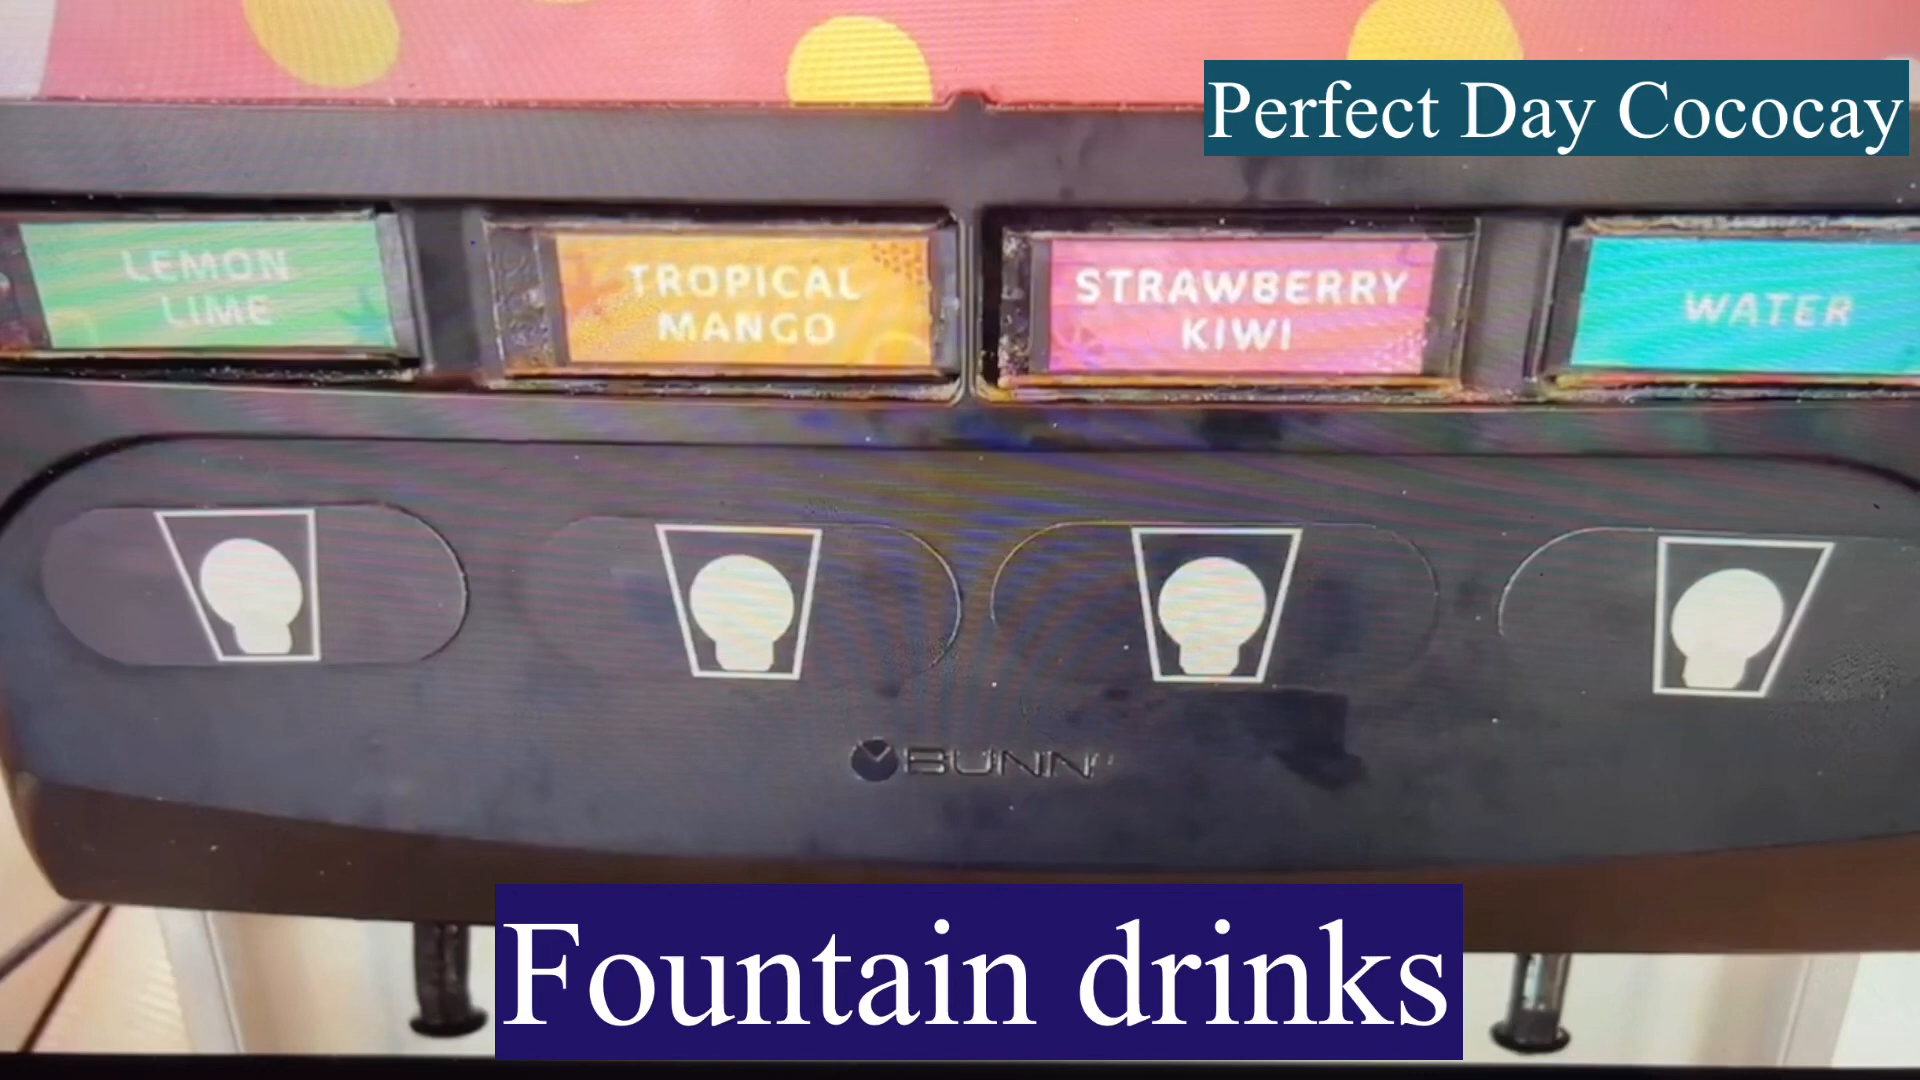 Perfect Day Cococay
LEMON
LIME
TROPICAL
MANGO
STRAWBERRY
KIWI
WATER
BUNN
Fountain drinks